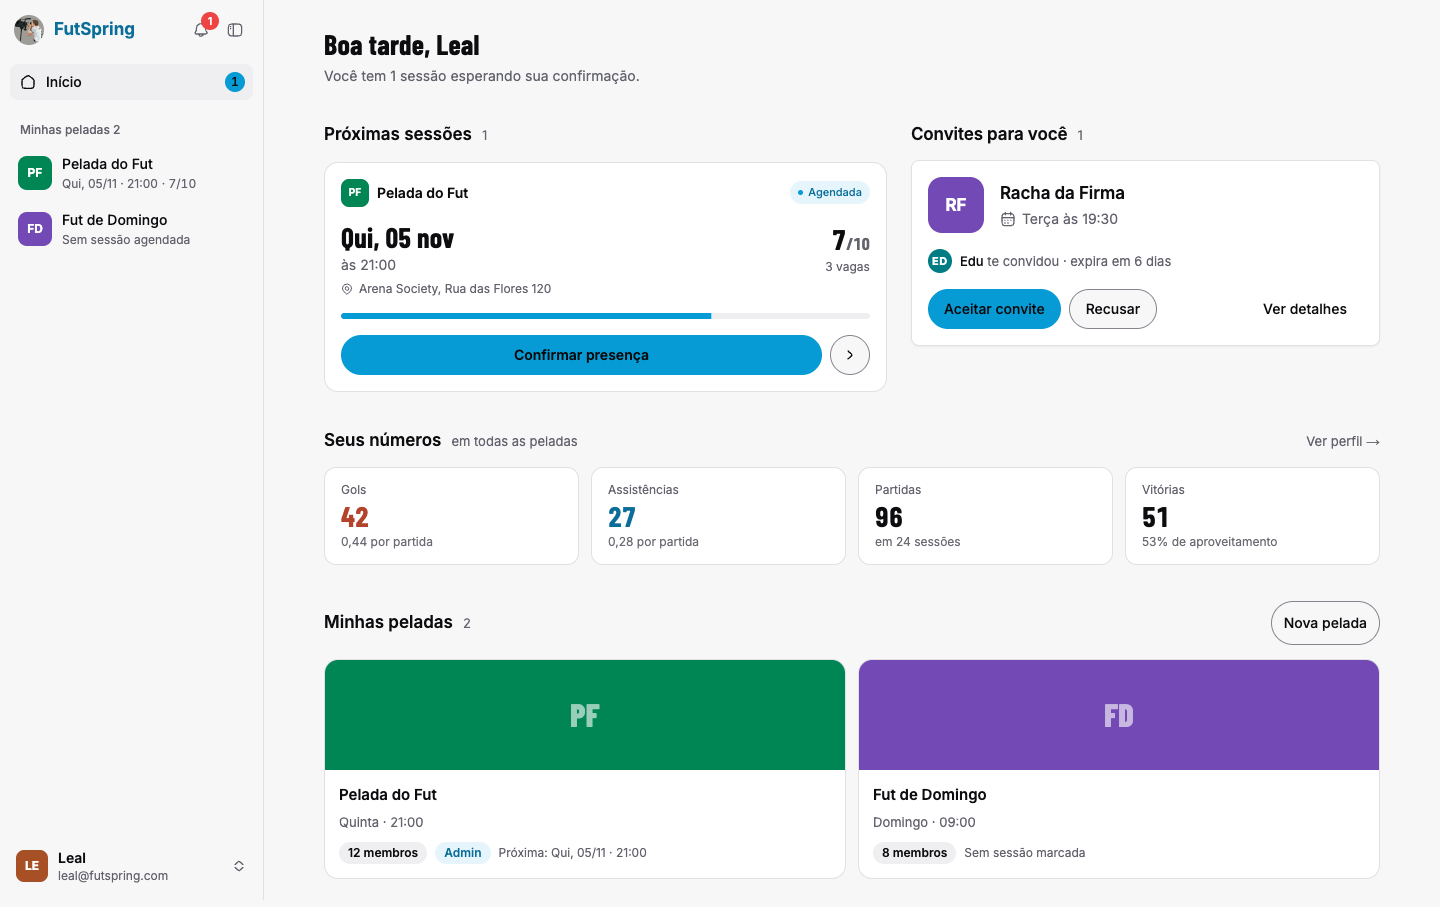 FutSpring
1
Início
1
Minhas peladas 2
PF
Pelada do Fut
Qui, 05/11 · 21:00 · 7/10
FD
Fut de Domingo
Sem sessão agendada
LE
Leal
leal@futspring.com
Boa tarde, Leal
Você tem 1 sessão esperando sua confirmação.
Próximas sessões 1
PF
Pelada do Fut
Agendada
Qui, 05 nov
às 21:00
7/10
3 vagas
Arena Society, Rua das Flores 120
Confirmar presença
Convites para você 1
RF
Racha da Firma
Terça às 19:30
ED
Edu te convidou · expira em 6 dias
Aceitar convite
Recusar
Ver detalhes
Seus números em todas as peladas
Ver perfil →
Gols
42
0,44 por partida
Assistências
27
0,28 por partida
Partidas
96
em 24 sessões
Vitórias
51
53% de aproveitamento
Minhas peladas 2
Nova pelada
PF
Pelada do Fut
Quinta · 21:00
12 membros
Admin
Próxima: Qui, 05/11 · 21:00
FD
Fut de Domingo
Domingo · 09:00
8 membros
Sem sessão marcada